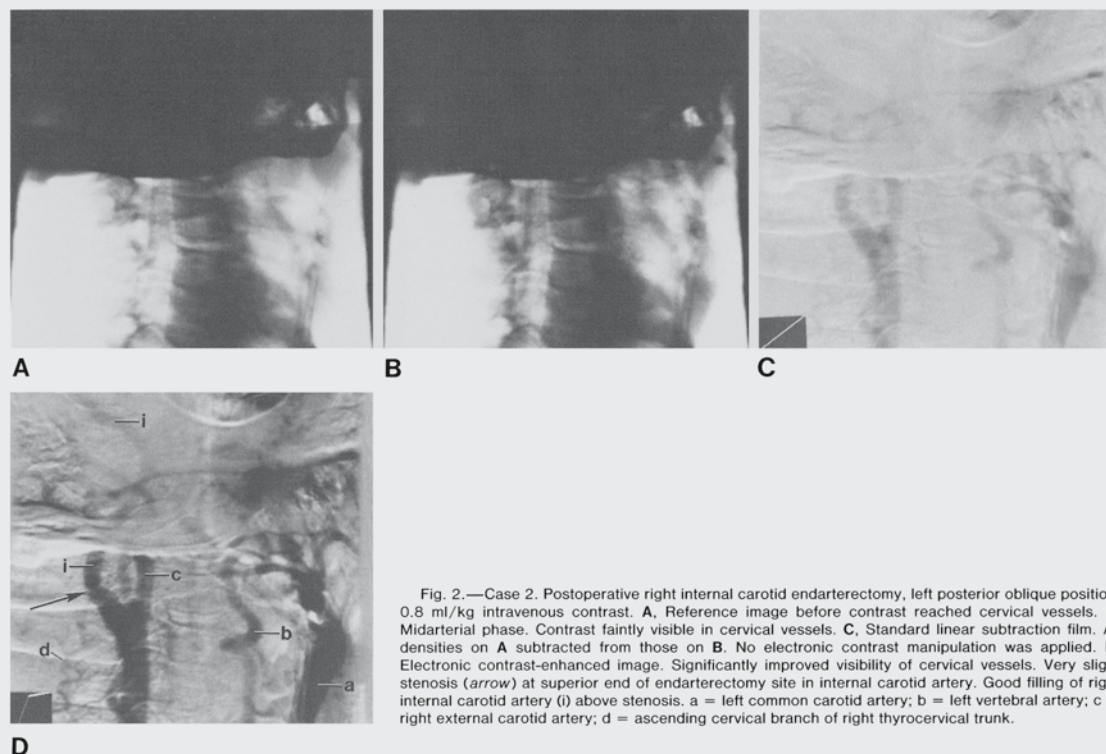 A
B
C
i
i
c
b
d
a
D
Fig. 2.—Case 2. Postoperative right internal carotid endarterectomy, left posterior oblique positio
0.8 ml/kg intravenous contrast. A, Reference image before contrast reached cervical vessels.
Midarterial phase. Contrast faintly visible in cervical vessels. C, Standard linear subtraction film.
densities on A subtracted from those on B. No electronic contrast manipulation was applied.
Electronic contrast-enhanced image. Significantly improved visibility of cervical vessels. Very slig
stenosis (arrow) at superior end of endarterectomy site in internal carotid artery. Good filling of rig
internal carotid artery (i) above stenosis. a = left common carotid artery; b = left vertebral artery; c
right external carotid artery; d = ascending cervical branch of right thyrocervical trunk.